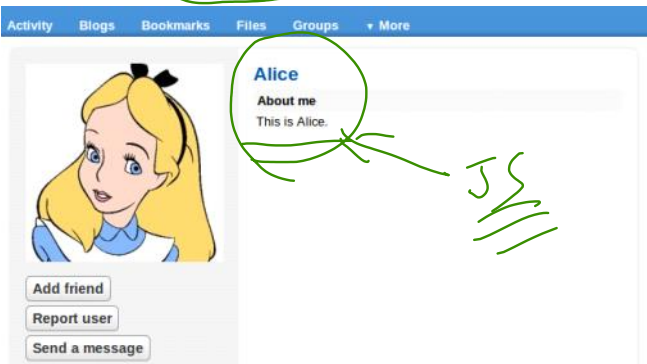 Activity Blogs Bookmarks Files Groups ▾ More
Alice
About me
This is Alice.
JS
Add friend
Report user
Send a message